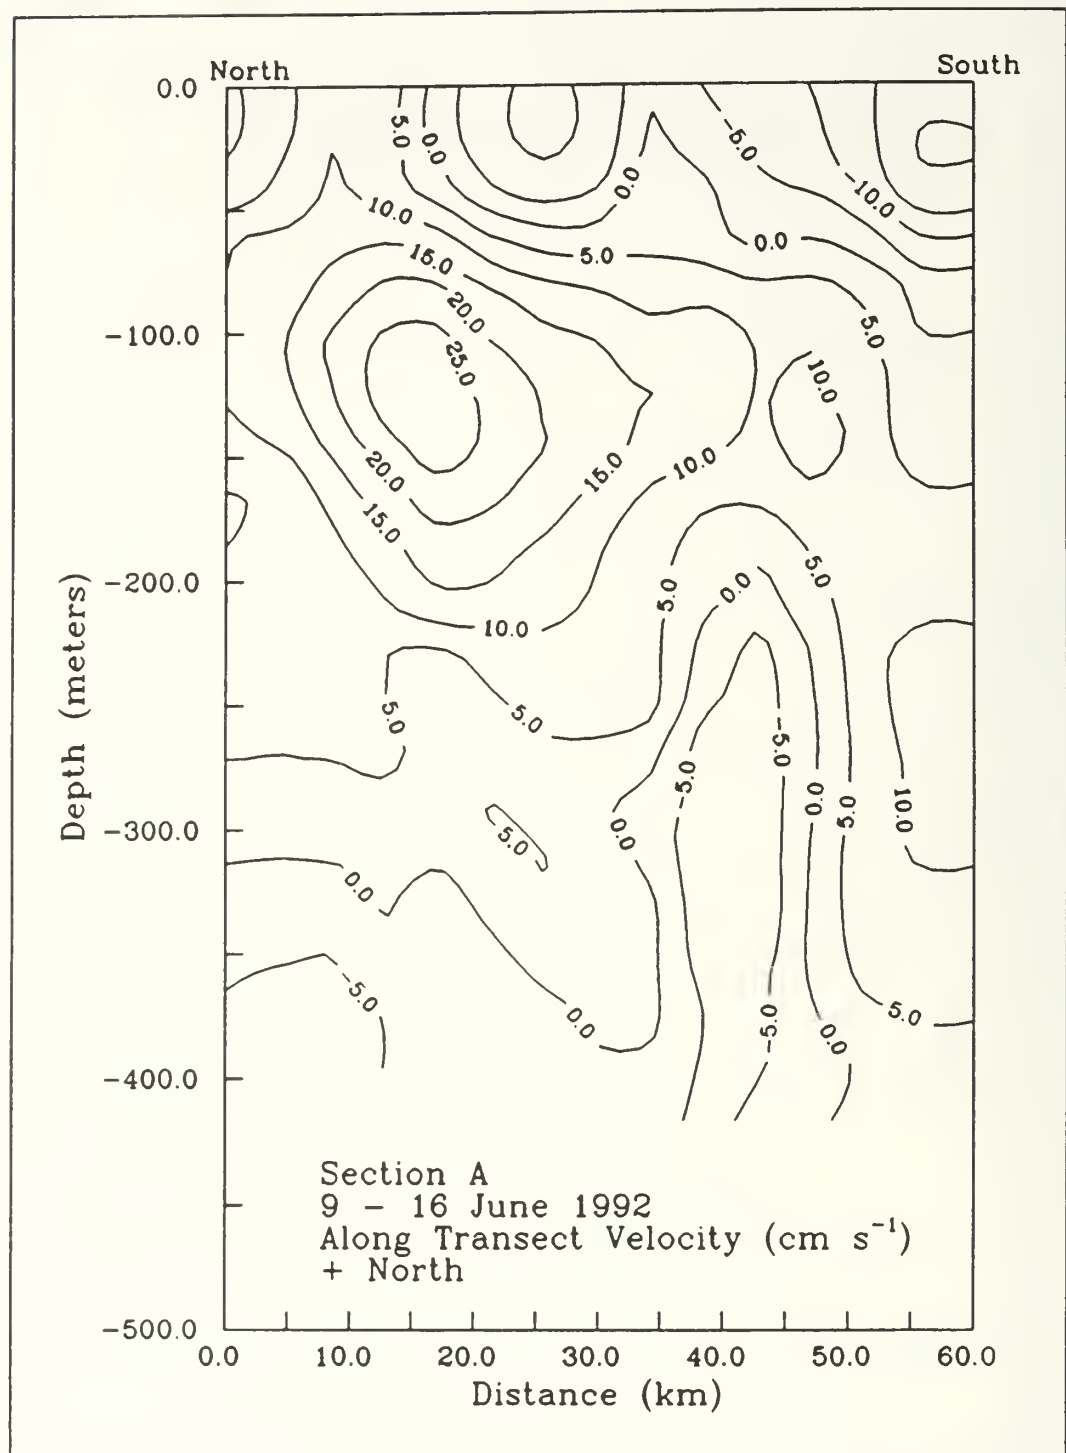 North South
0.0
-100.0
-200.0
-300.0
-400.0
-500.0
Depth (meters)
5.0 0.0 0.0 -5.0 -10.0
10.0 5.0 0.0
15.0
20.0 5.0
25.0 10.0
20.0 15.0 10.0
15.0
5.0 0.0 5.0
10.0
5.0 5.0
-5.0 -5.0
0.0 5.0 10.0
5.0 0.0
0.0
-5.0
0.0 -5.0 0.0 5.0
Section A
9 - 16 June 1992
Along Transect Velocity (cm s⁻¹)
+ North
0.0 10.0 20.0 30.0 40.0 50.0 60.0
Distance (km)